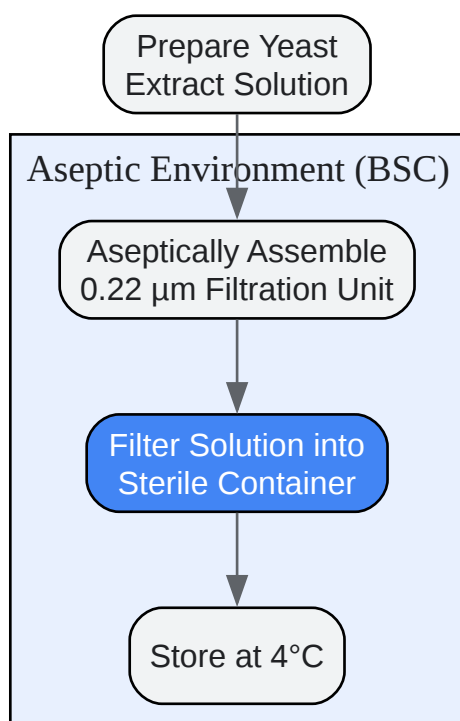 Prepare Yeast
Extract Solution
Aseptic Environment (BSC)
Aseptically Assemble
0.22 µm Filtration Unit
Filter Solution into
Sterile Container
Store at 4°C